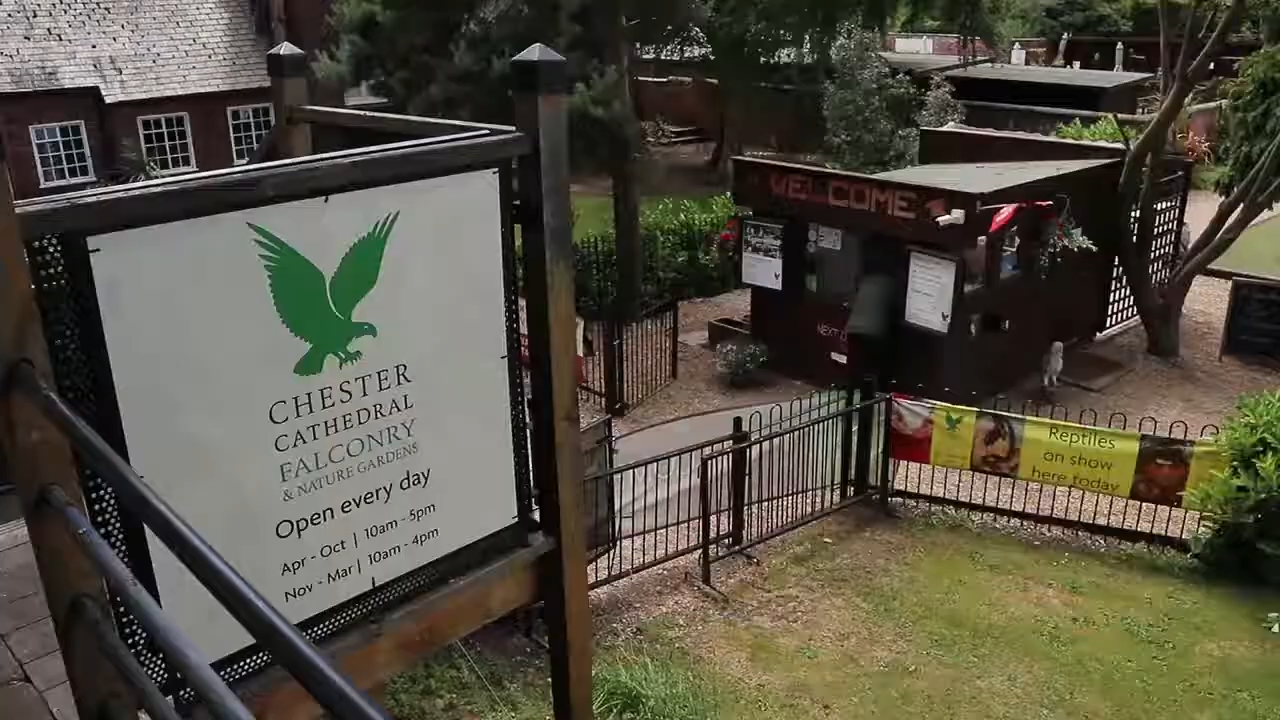 CHESTER
CATHEDRAL
FALCONRY
& NATURE GARDENS
Open every day
Apr - Oct | 10am - 5pm
Nov - Mar | 10am - 4pm
WELCOME
NEXT
Reptiles
on show
here today